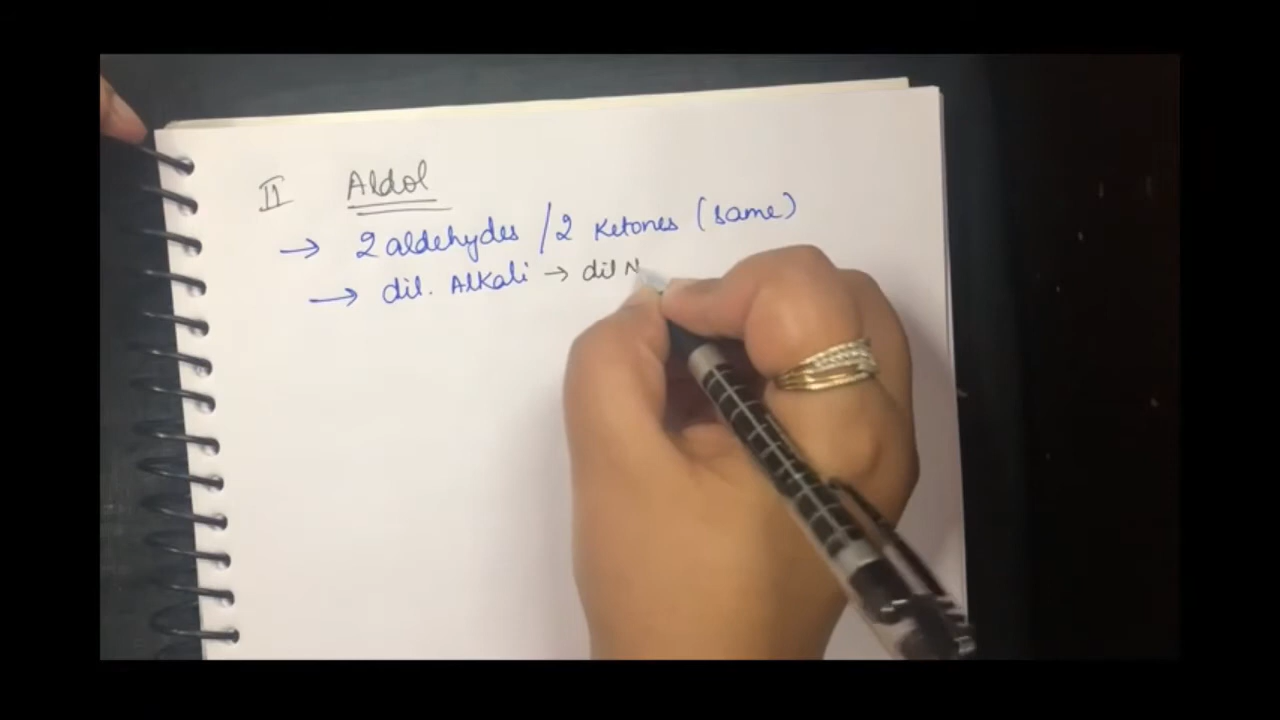 II Aldol
→ 2 aldehydes / 2 Ketones (same)
→ dil. Alkali → dil N